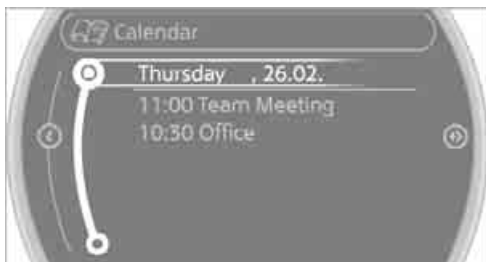 Calendar
Thursday , 26.02.
11:00 Team Meeting
10:30 Office